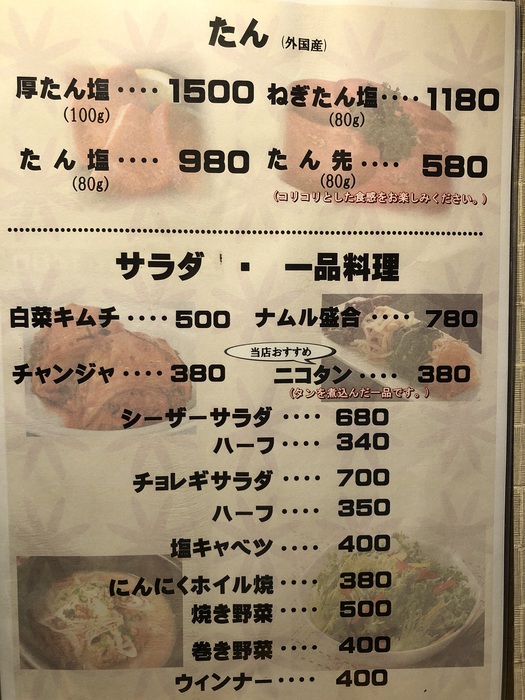 たん (外国産)
厚たん塩‥‥1500 ねぎたん塩‥‥1180
(100g) (80g)
たん塩‥‥980 たん先‥‥580
(80g) (80g)
(コリコリとした食感をお楽しみください。)
サラダ ・ 一品料理
白菜キムチ‥‥500 ナムル盛合‥‥780
当店おすすめ
チャンジャ‥‥380 ニコタン‥‥380
(タンを煮込んだ一品です。)
シーザーサラダ‥‥680
ハーフ‥‥340
チョレギサラダ‥‥700
ハーフ‥‥350
塩キャベツ‥‥400
にんにくホイル焼‥‥380
焼き野菜‥‥500
巻き野菜‥‥400
ウィンナー‥‥400